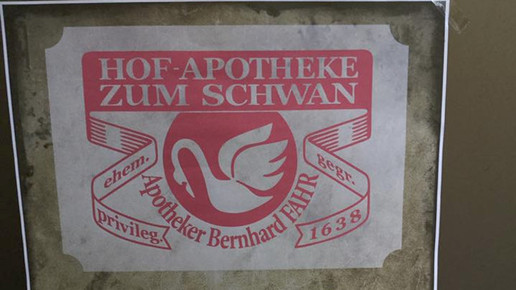 HOF-APOTHEKE
ZUM SCHWAN
ehem.
privileg.
Apotheker Bernhard FAHR
gegr.
1638